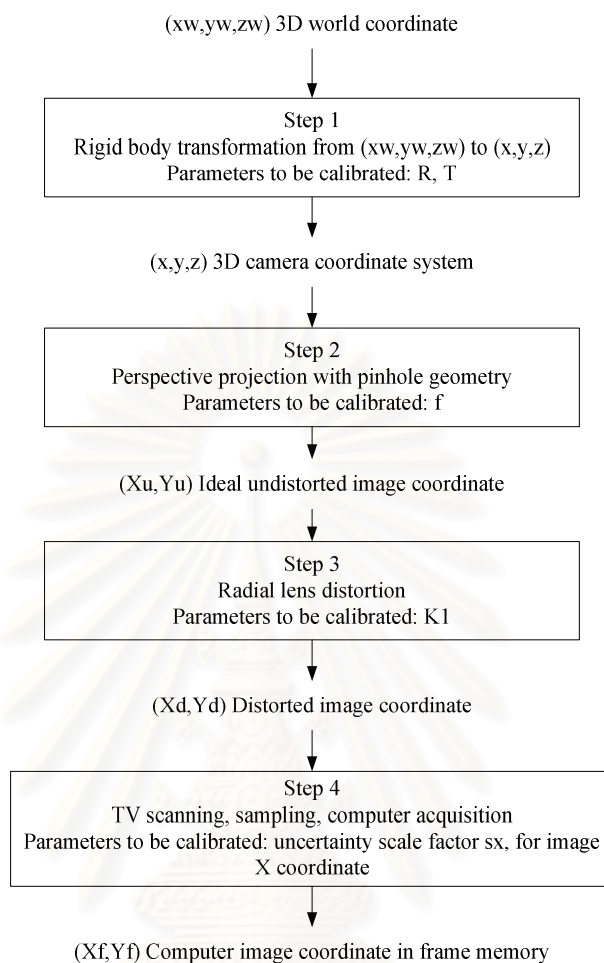 (xw,yw,zw) 3D world coordinate
Step 1
Rigid body transformation from (xw,yw,zw) to (x,y,z)
Parameters to be calibrated: R, T
(x,y,z) 3D camera coordinate system
Step 2
Perspective projection with pinhole geometry
Parameters to be calibrated: f
(Xu,Yu) Ideal undistorted image coordinate
Step 3
Radial lens distortion
Parameters to be calibrated: K1
(Xd,Yd) Distorted image coordinate
Step 4
TV scanning, sampling, computer acquisition
Parameters to be calibrated: uncertainty scale factor sx, for image
X coordinate
(Xf,Yf) Computer image coordinate in frame memory